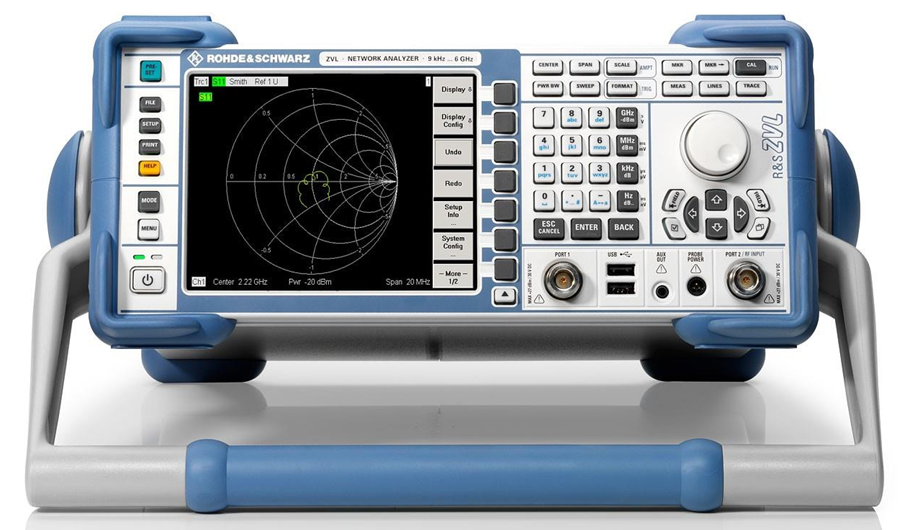 ROHDE&SCHWARZ ZVL · NETWORK ANALYZER · 9 kHz ... 6 GHz
PRE
SET
FILE
SETUP
PRINT
HELP
MODE
MENU
Trc1 S11 Smith Ref 1 U 1
S11
1
0.5
2
0
0.2
0.5
1
2
-0.5
-2
-1
Ch1 Center 2.22 GHz Pwr -20 dBm Span 20 MHz
Display
Display
Config
Undo
Redo
Setup
Info
...
System
Config
...
– More –
1/2
CENTER SPAN SCALE AMPT MKR MKR→ CAL RUN
PWR BW SWEEP FORMAT TRIG MEAS LINES TRACE
7 8 abc 9 def GHz -dBm
4 ghi 5 jkl 6 mno MHz dBm
1 pqrs 2 tuv 3 wxyz kHz dB
0 . - Hz dB..
ESC
CANCEL
ENTER BACK
R&S ZVL
PORT 1 USB AUX
OUT
PROBE
POWER
PORT 2 / RF INPUT